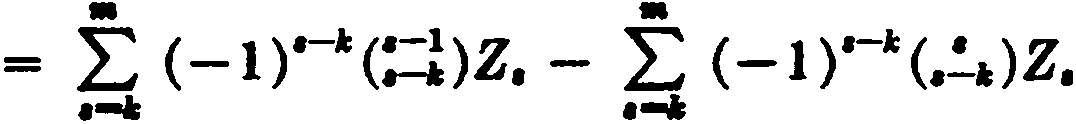 = \sum_{s=k}^{m} (-1)^{s-k} \binom{s-1}{s-k} Z_s - \sum_{s=k}^{m} (-1)^{s-k} \binom{s}{s-k} Z_s